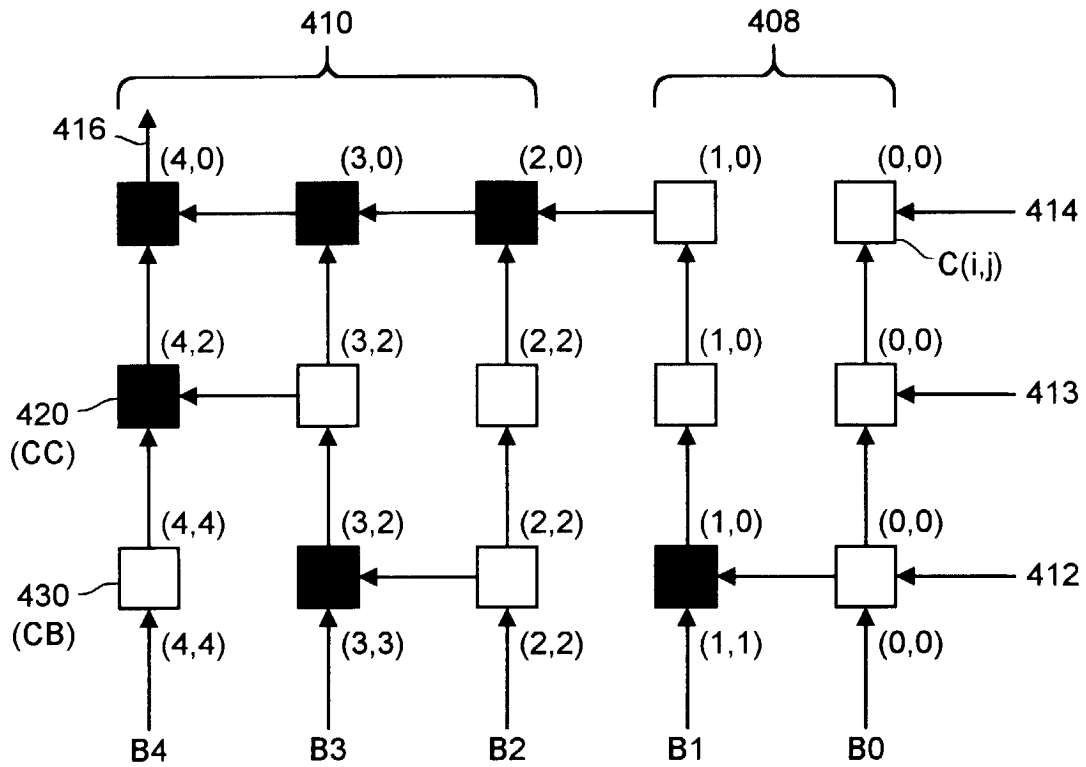 410 408
416
(4,0) (3,0) (2,0) (1,0) (0,0)
414
C(i,j)
(4,2) (3,2) (2,2) (1,0) (0,0)
413
420
(CC)
(4,4) (3,2) (2,2) (1,0) (0,0)
412
430
(CB)
(4,4) (3,3) (2,2) (1,1) (0,0)
B4 B3 B2 B1 B0